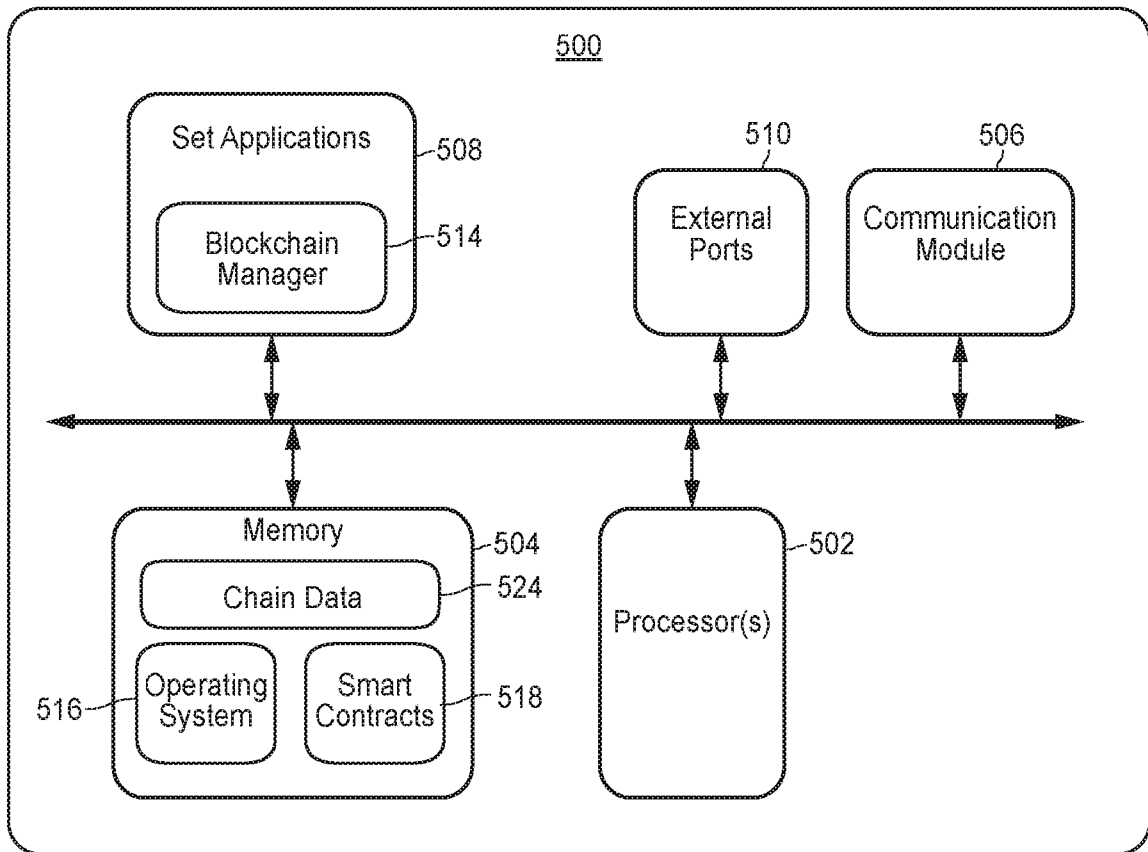 500
Set Applications
508
Blockchain
Manager
514
510
External
Ports
506
Communication
Module
Memory
504
Chain Data
524
Operating
System
516
Smart
Contracts
518
502
Processor(s)